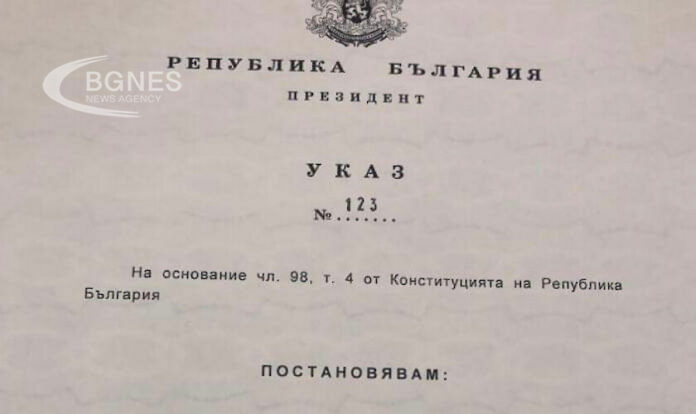 РЕПУБЛИКА БЪЛГАРИЯ
BGNES
NEWS AGENCY
ПРЕЗИДЕНТ
УКАЗ
№ 123
На основание чл. 98, т. 4 от Конституцията на Република
България
ПОСТАНОВЯВАМ: